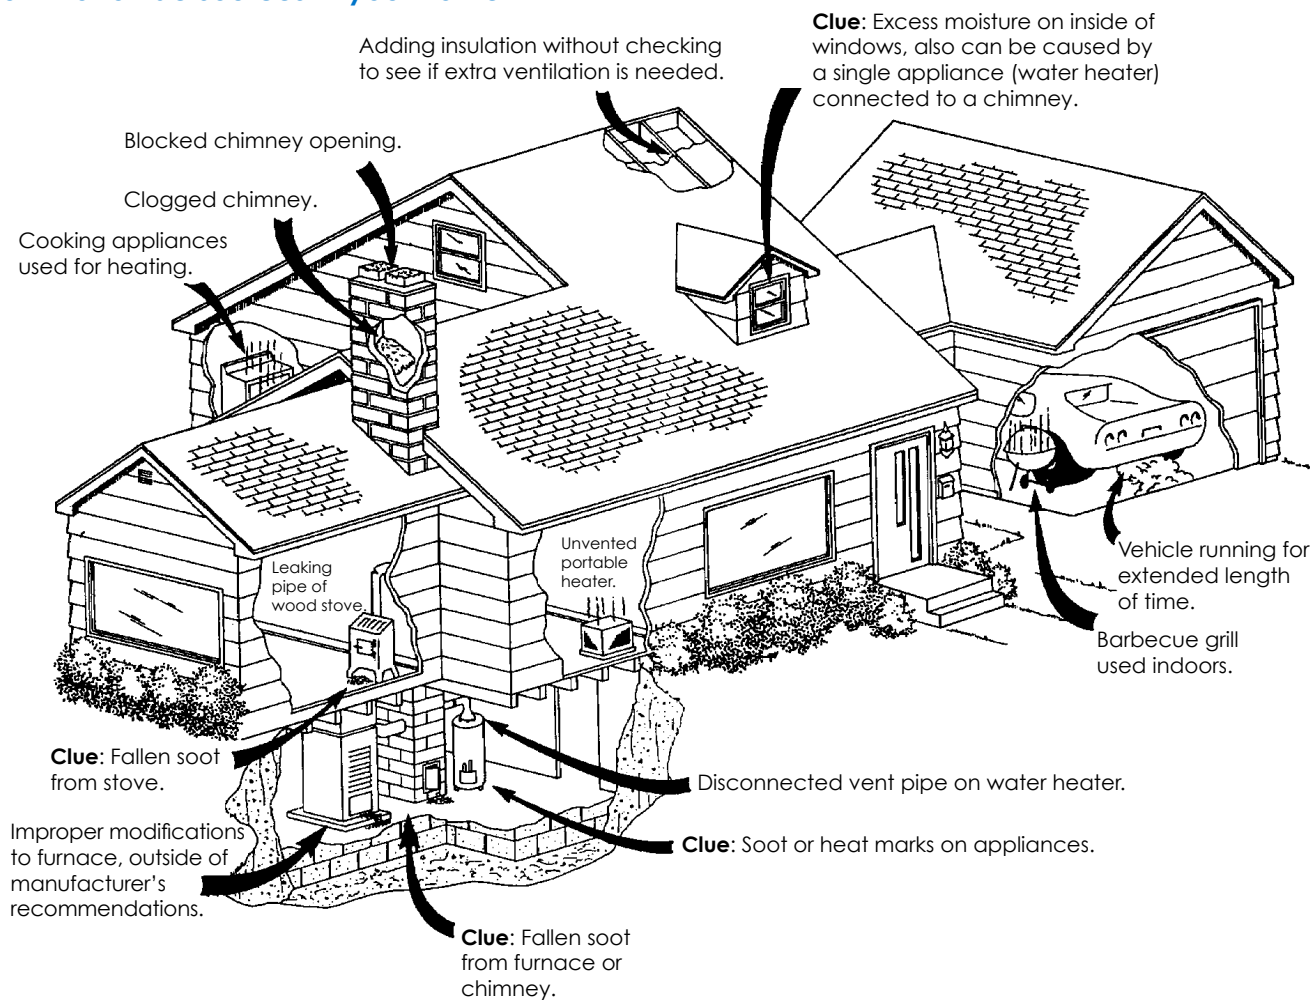 Clue: Excess moisture on inside of
windows, also can be caused by
a single appliance (water heater)
connected to a chimney.
Adding insulation without checking
to see if extra ventilation is needed.
Blocked chimney opening.
Clogged chimney.
Cooking appliances
used for heating.
Leaking
pipe of
wood stove.
Unvented
portable
heater.
Vehicle running for
extended length
of time.
Barbecue grill
used indoors.
Clue: Fallen soot
from stove.
Disconnected vent pipe on water heater.
Improper modifications
to furnace, outside of
manufacturer's
recommendations.
Clue: Soot or heat marks on appliances.
Clue: Fallen soot
from furnace or
chimney.